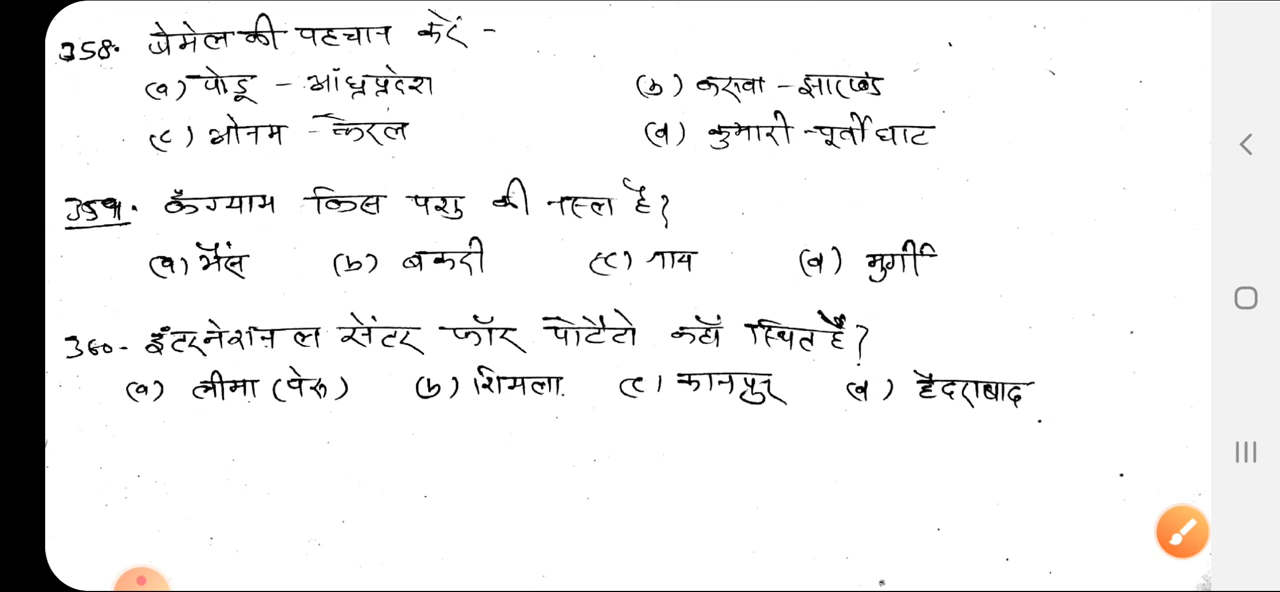 358. बेमेल की पहचान करें -
(a) पोडू - आंध्रप्रदेश (b) कुरुवा - झारखंड
(c) ओनम - केरल (d) कुमारी - पूर्वी घाट
359. कँगयाम किस पशु की नस्ल है?
(a) भैंस (b) बकरी (c) गाय (d) मुर्गी
360- इंटरनेशनल सेंटर फॉर पोटैटो कहाँ स्थित है?
(a) लीमा (पेरू) (b) शिमला (c) कानपुर (d) हैदराबाद